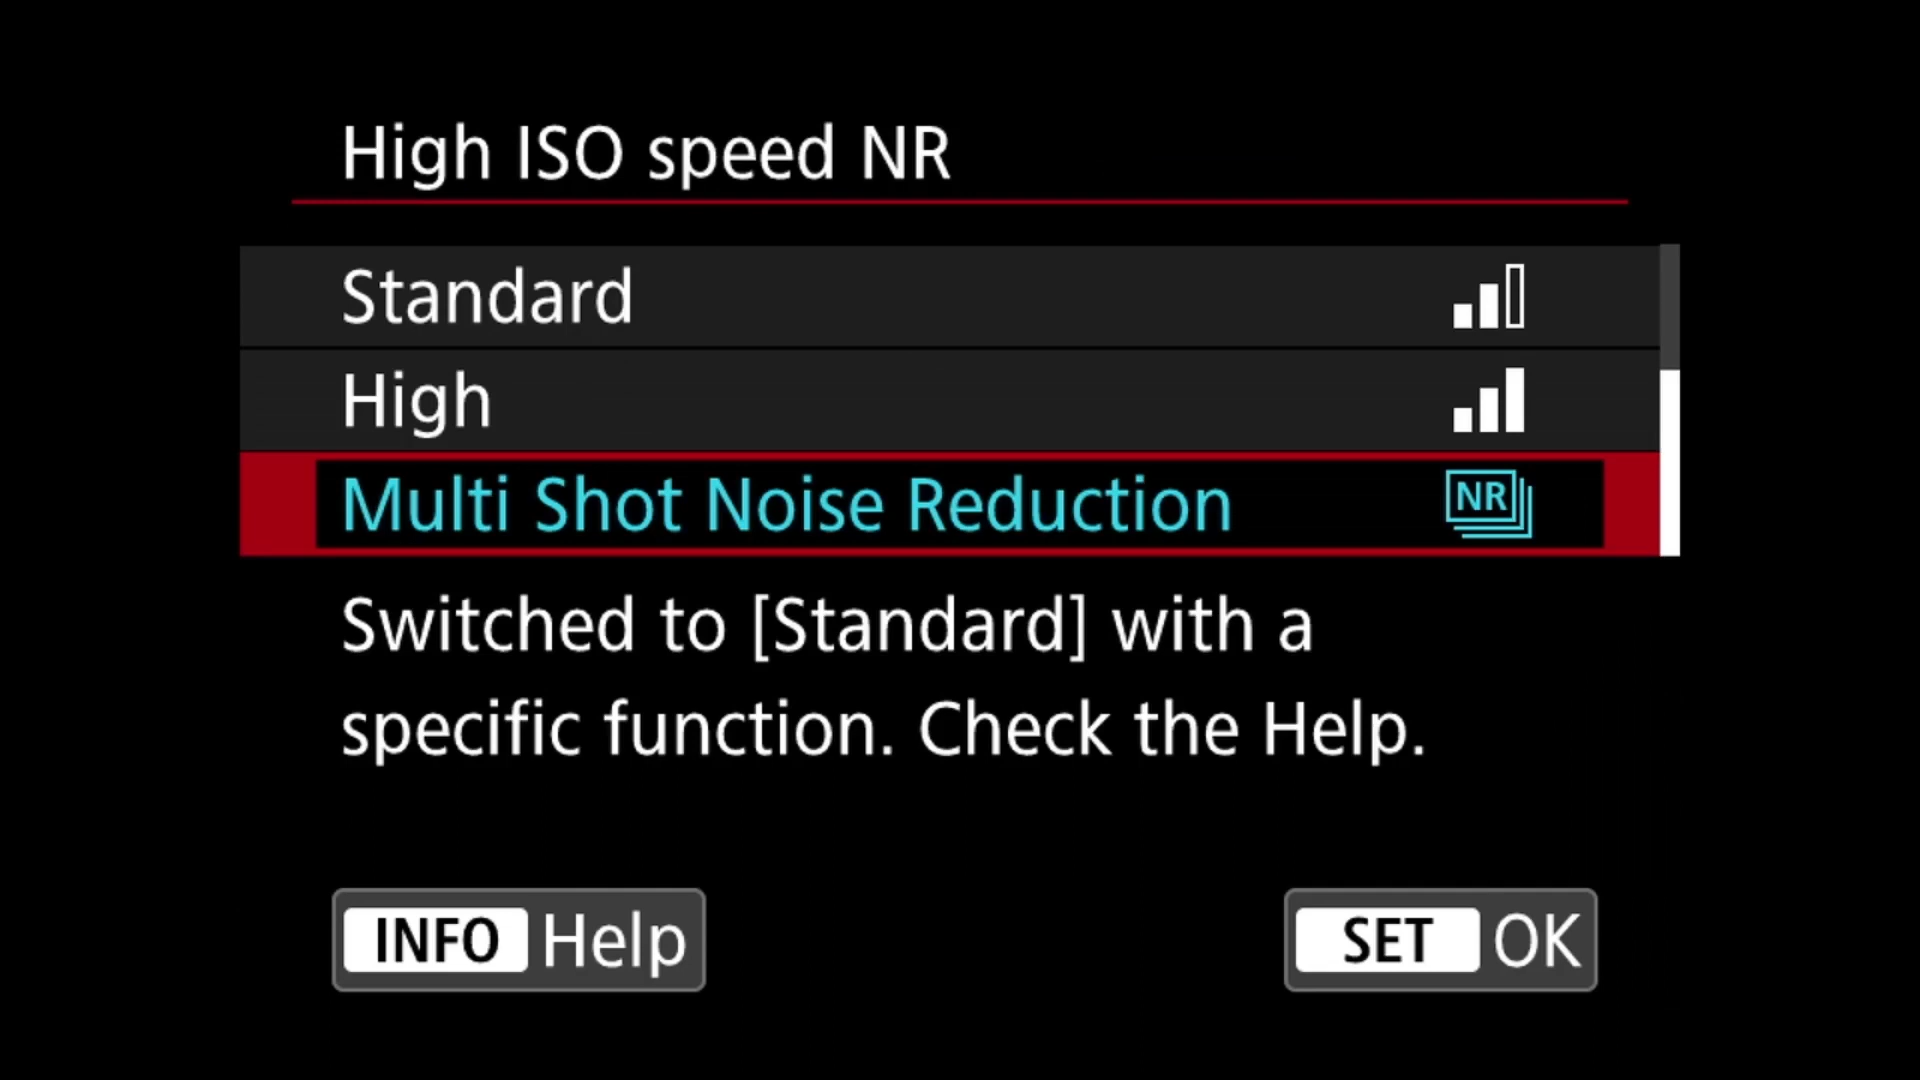 High ISO speed NR
Standard
High
Multi Shot Noise Reduction NR
Switched to [Standard] with a
specific function. Check the Help.
INFO Help SET OK